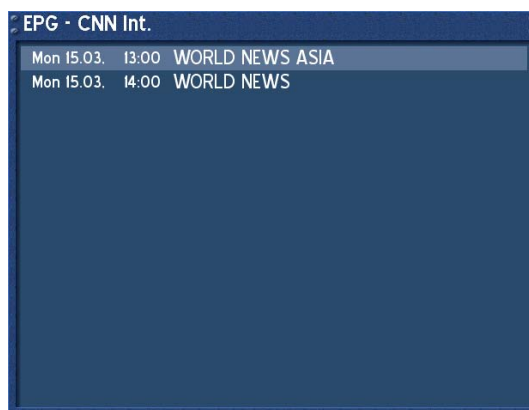 EPG - CNN Int.
Mon 15.03. 13:00 WORLD NEWS ASIA
Mon 15.03. 14:00 WORLD NEWS